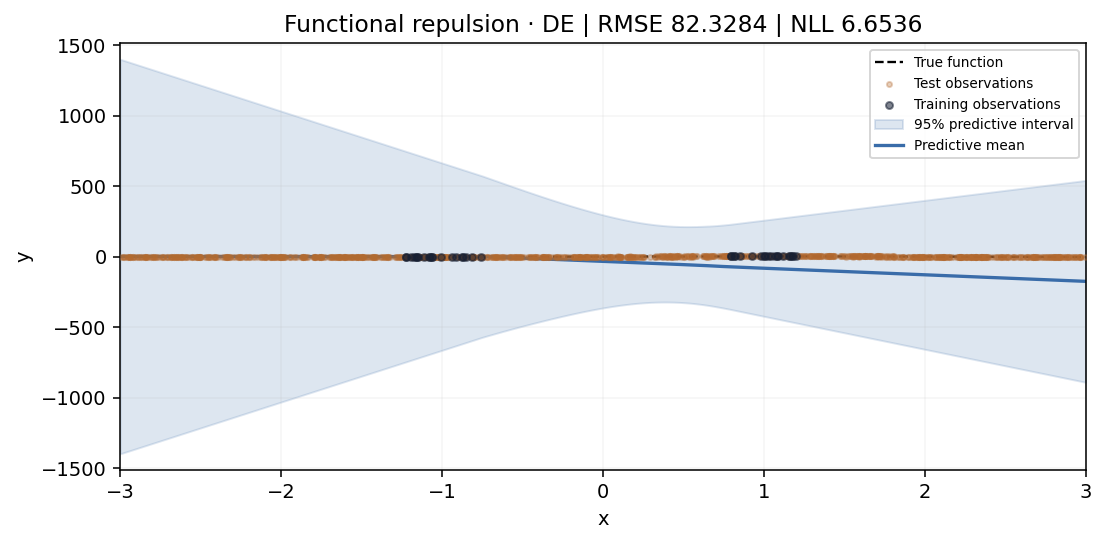 Functional repulsion · DE | RMSE 82.3284 | NLL 6.6536
True function
Test observations
Training observations
95% predictive interval
Predictive mean
1500
1000
500
0
−500
−1000
−1500
y
−3
−2
−1
0
1
2
3
x